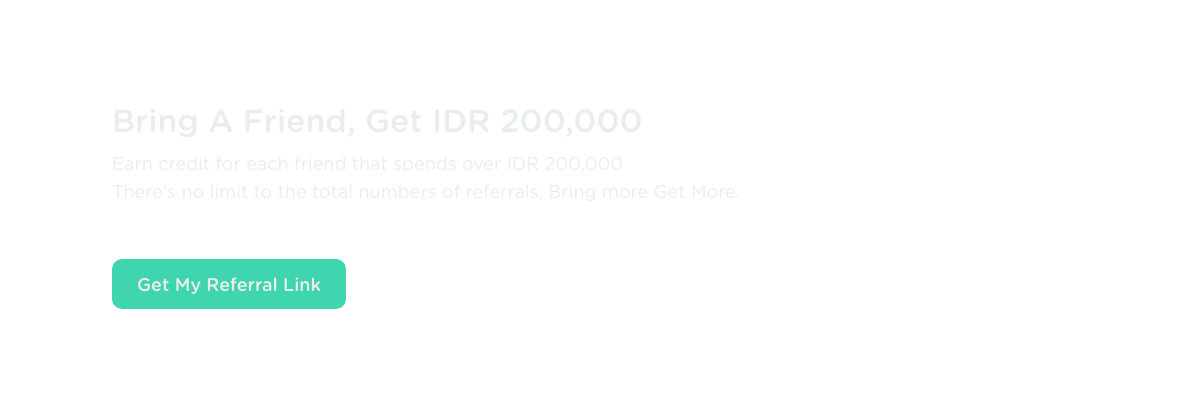 Bring A Friend, Get IDR 200,000
Earn credit for each friend that spends over IDR 200,000
There's no limit to the total numbers of referrals, Bring more Get More.
Get My Referral Link